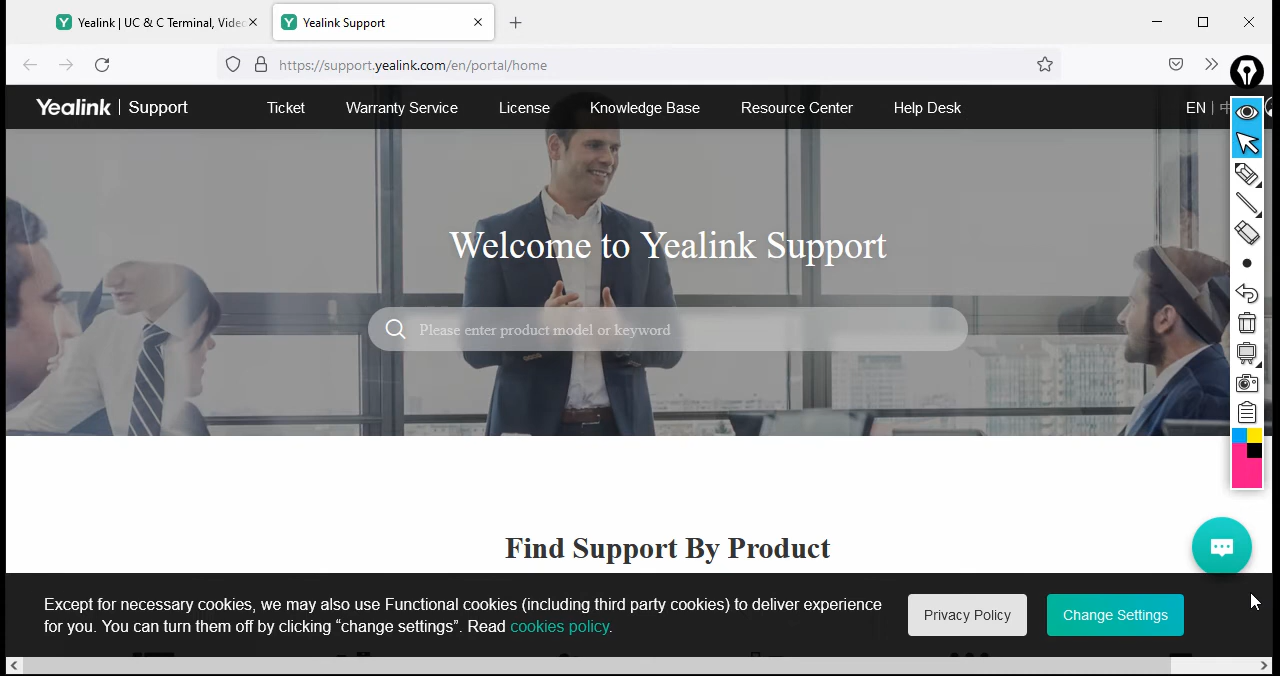 Yealink | UC & C Terminal, Video
Yealink Support
https://support.yealink.com/en/portal/home
Yealink | Support
Ticket
Warranty Service
License
Knowledge Base
Resource Center
Help Desk
EN | 中
Welcome to Yealink Support
Please enter product model or keyword
Find Support By Product
Except for necessary cookies, we may also use Functional cookies (including third party cookies) to deliver experience
for you. You can turn them off by clicking “change settings”. Read cookies policy.
Privacy Policy
Change Settings